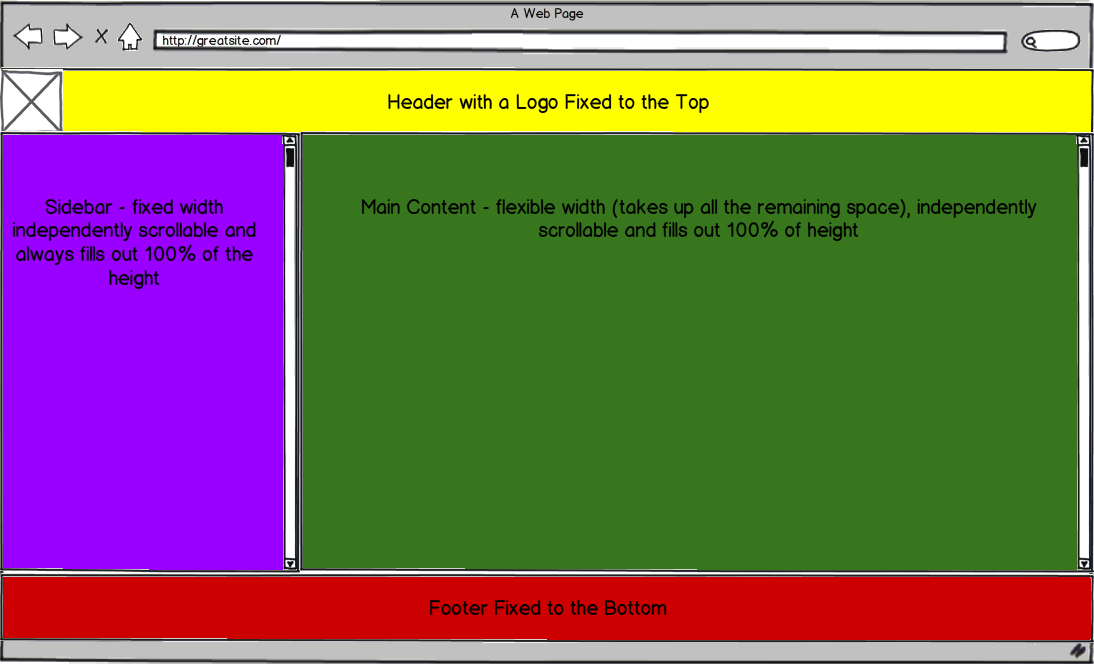 A Web Page
http://greatsite.com/
Header with a Logo Fixed to the Top
Sidebar - fixed width
independently scrollable and
always fills out 100% of the
height
Main Content - flexible width (takes up all the remaining space), independently
scrollable and fills out 100% of height
Footer Fixed to the Bottom